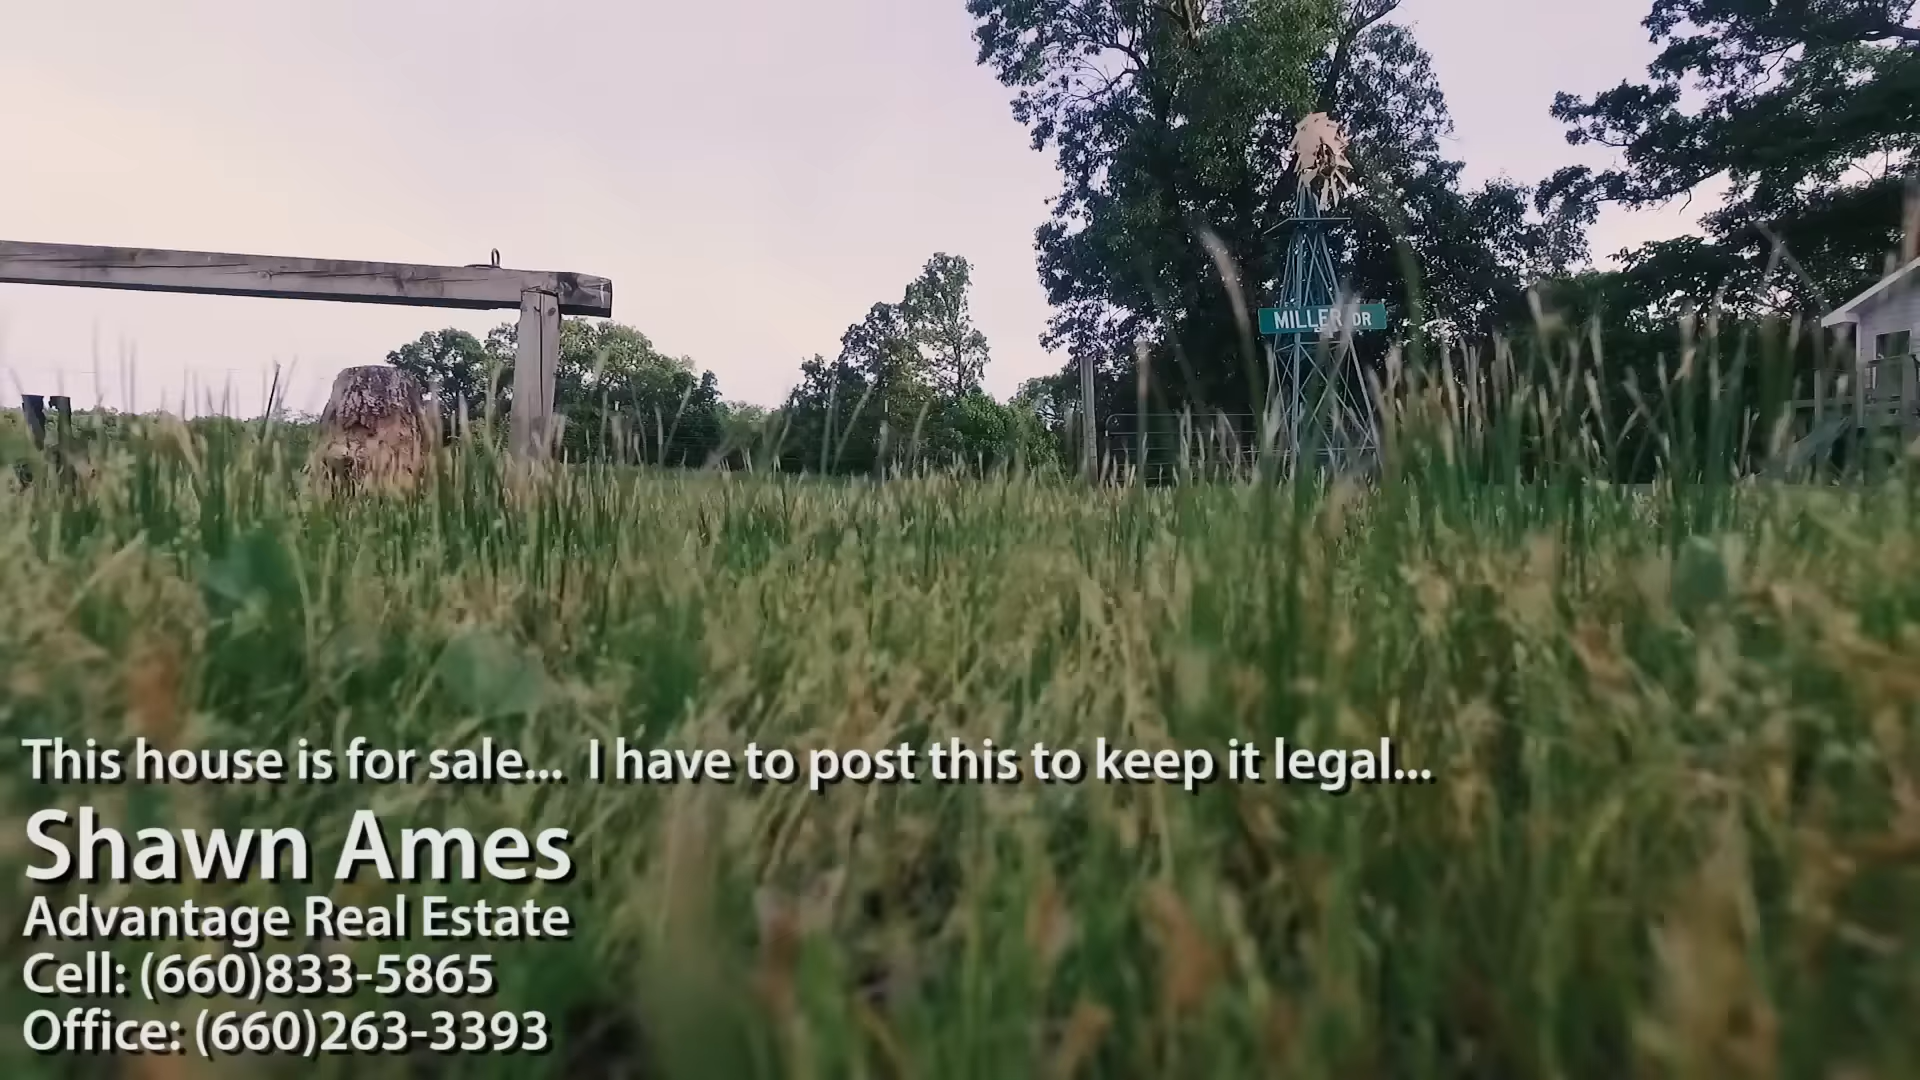 MILLER DR
This house is for sale... I have to post this to keep it legal...
Shawn Ames
Advantage Real Estate
Cell: (660)833-5865
Office: (660)263-3393